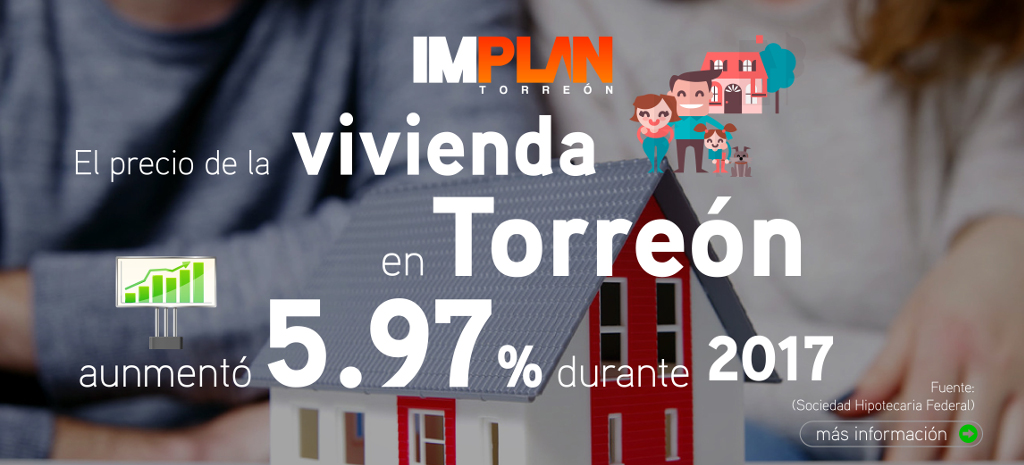 IMPLAN
TORREÓN
El precio de la vivienda
en Torreón
aunmentó 5.97% durante 2017
Fuente:
(Sociedad Hipotecaria Federal)
más información